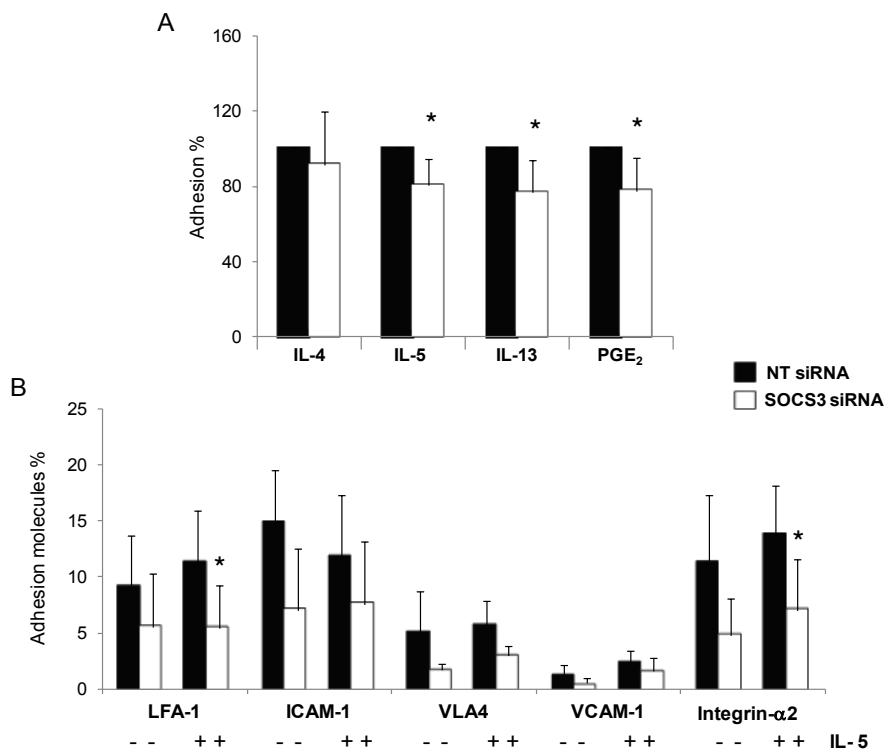 A
160
120
80
40
0
Adhesion %
* * *
IL-4 IL-5 IL-13 PGE₂
NT siRNA
SOCS3 siRNA
B
25
20
15
10
5
0
Adhesion molecules %
* *
LFA-1 ICAM-1 VLA4 VCAM-1 Integrin-α2
- - + + - - + + - - + + - - + + - - + + IL-5